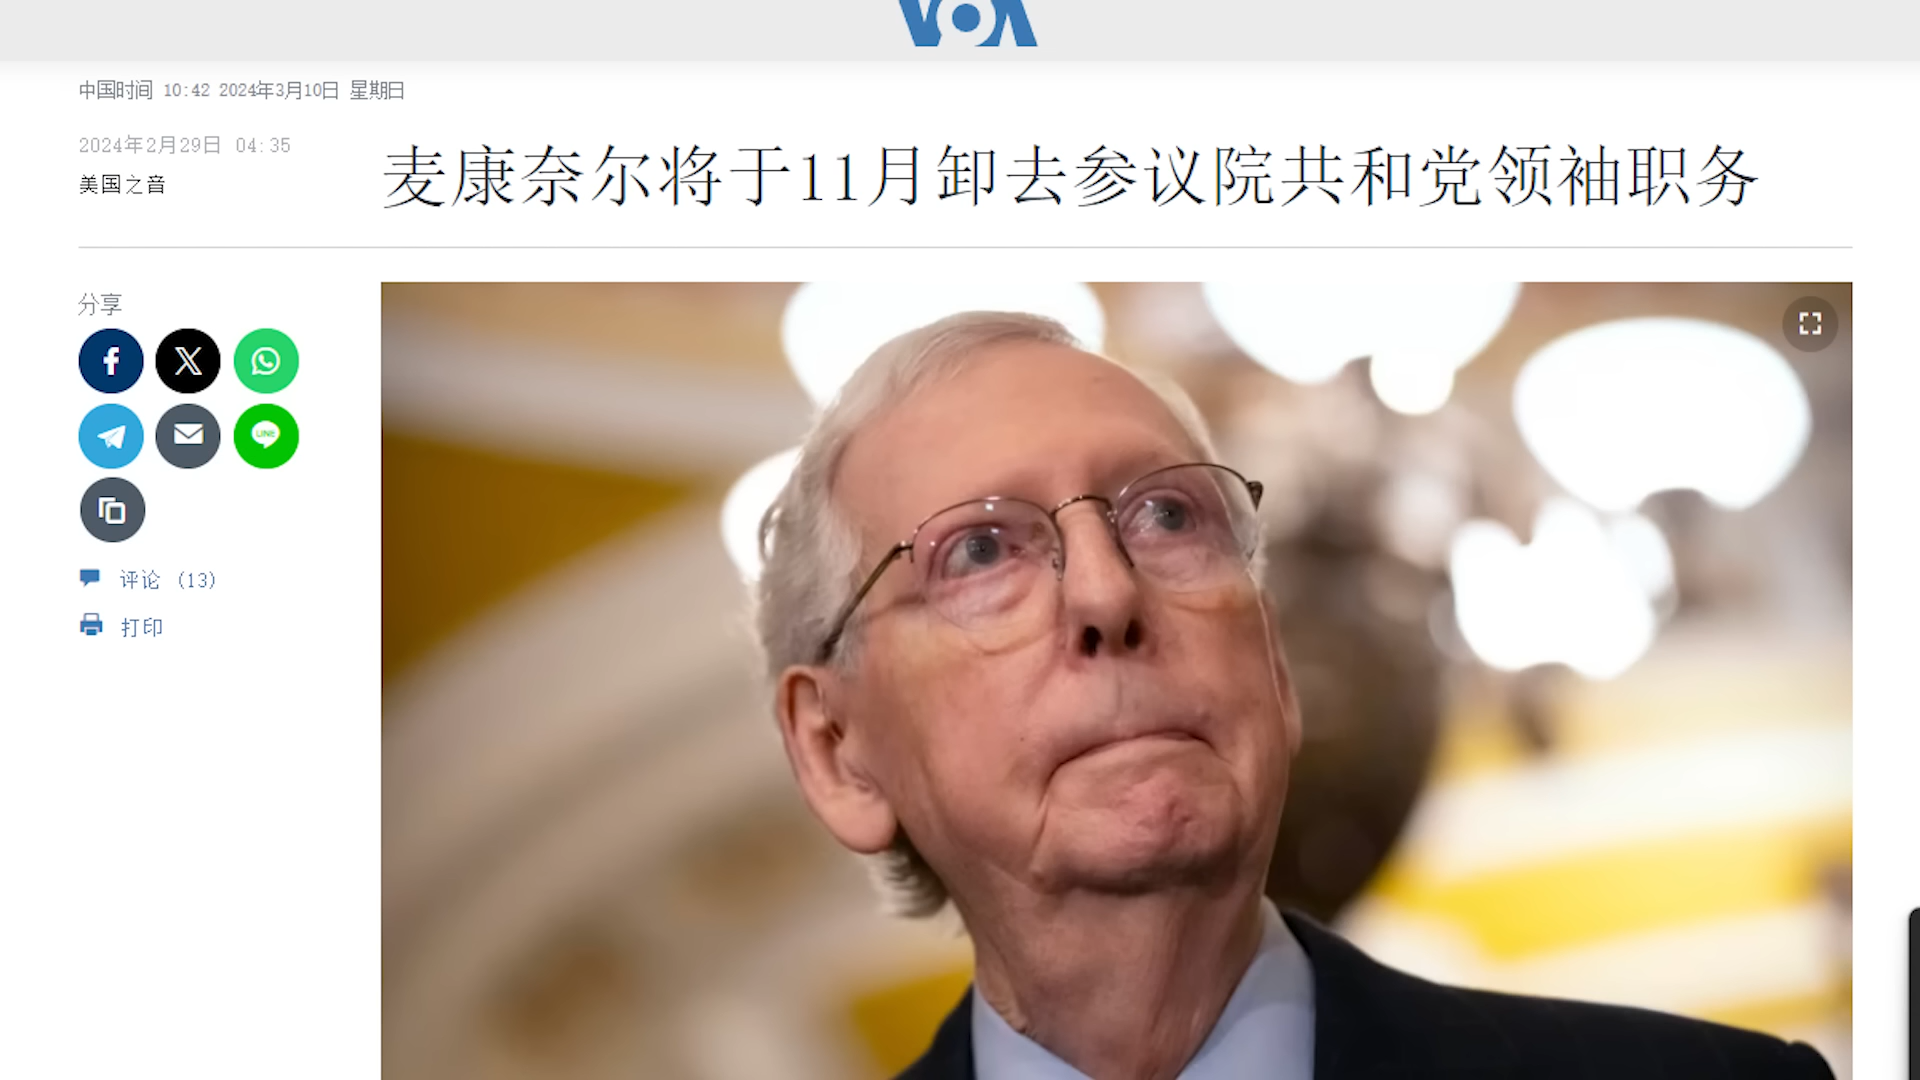 VOA
中国时间 10:42 2024年3月10日 星期日
2024年2月29日 04:35
美国之音
麦康奈尔将于11月卸去参议院共和党领袖职务
分享
LINE
评论 (13)
打印